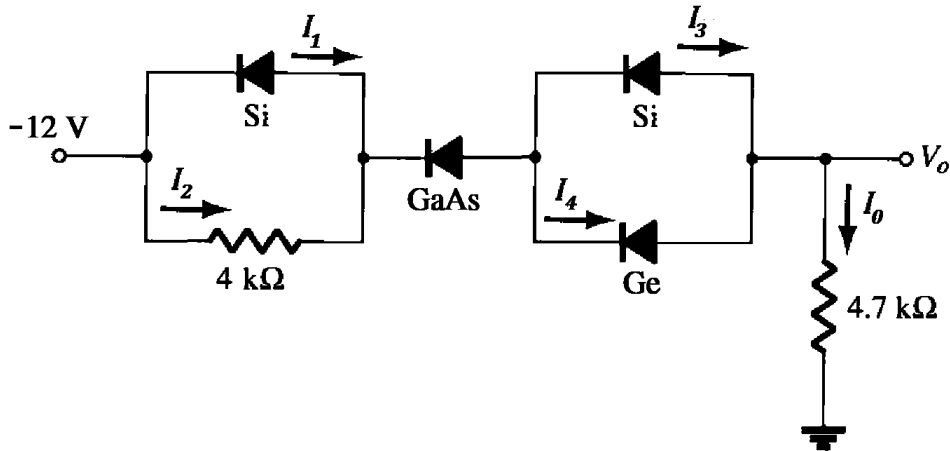 I1
I3
Si
Si
−12 V
Vo
I2
GaAs
I4
I0
4 kΩ
Ge
4.7 kΩ